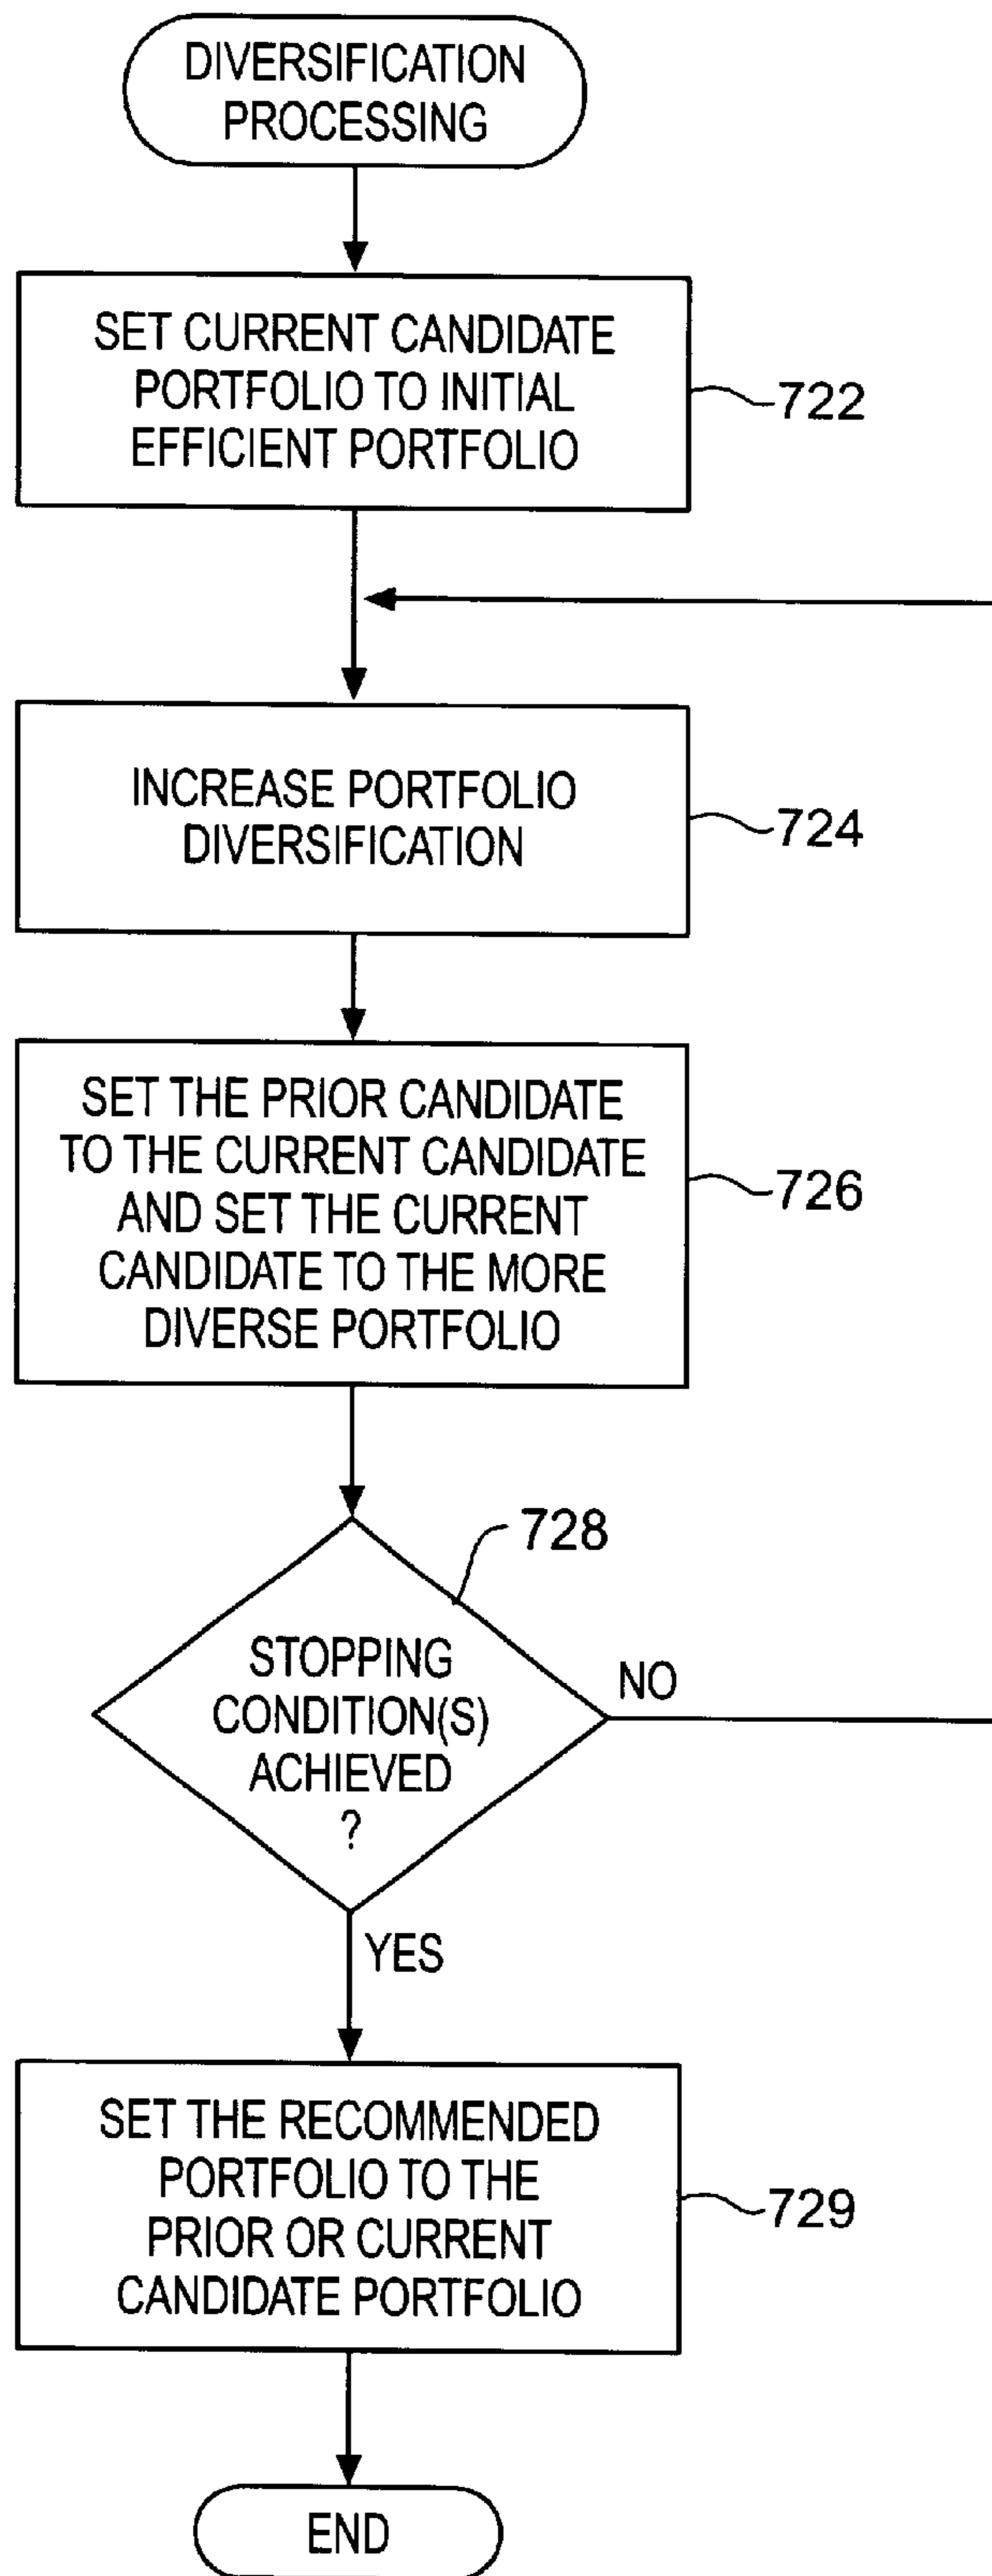 DIVERSIFICATION
PROCESSING
SET CURRENT CANDIDATE
PORTFOLIO TO INITIAL
EFFICIENT PORTFOLIO
722
INCREASE PORTFOLIO
DIVERSIFICATION
724
SET THE PRIOR CANDIDATE
TO THE CURRENT CANDIDATE
AND SET THE CURRENT
CANDIDATE TO THE MORE
DIVERSE PORTFOLIO
726
728
STOPPING
CONDITION(S)
ACHIEVED
?
NO
YES
SET THE RECOMMENDED
PORTFOLIO TO THE
PRIOR OR CURRENT
CANDIDATE PORTFOLIO
729
END